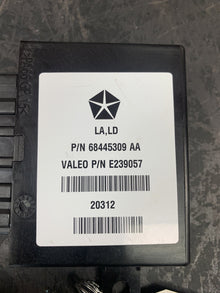 LA,LD
P/N 68445309 AA
VALEO P/N E239057
20312